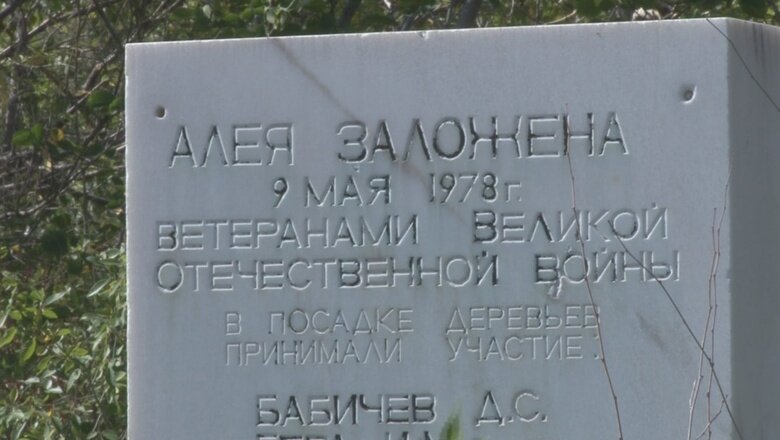 АЛЕЯ ЗАЛОЖЕНА
9 МАЯ 1978 г.
ВЕТЕРАНАМИ ВЕЛИКОЙ
ОТЕЧЕСТВЕННОЙ ВОЙНЫ
В ПОСАДКЕ ДЕРЕВЬЕВ
ПРИНИМАЛИ УЧАСТИЕ:
БАБИЧЕВ Д.С.